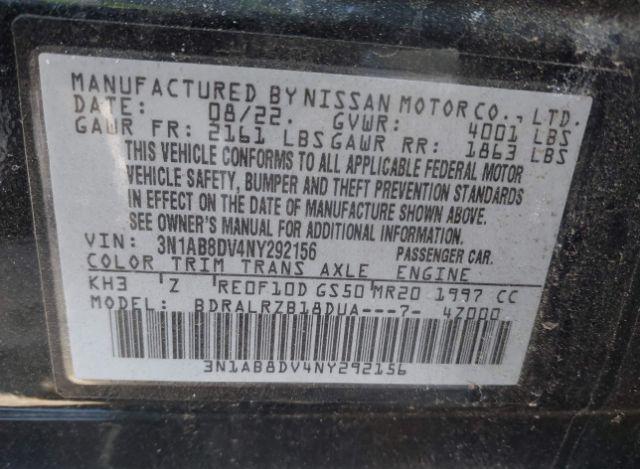 MANUFACTURED BY NISSAN MOTOR CO., LTD.
DATE: 08/22. GVWR: 4001 LBS
GAWR FR: 2161 LBS GAWR RR: 1863 LBS
THIS VEHICLE CONFORMS TO ALL APPLICABLE FEDERAL MOTOR
VEHICLE SAFETY, BUMPER AND THEFT PREVENTION STANDARDS
IN EFFECT ON THE DATE OF MANUFACTURE SHOWN ABOVE.
SEE OWNER'S MANUAL FOR ADDITIONAL INFORMATION.
VIN: 3N1AB8DV4NY292156 PASSENGER CAR.
COLOR TRIM TRANS AXLE ENGINE
KH3 Z RE0F10D GS50 MR20 1997 CC
MODEL: BDRALRZB18DUA---7- 4Z000
3N1AB8DV4NY292156